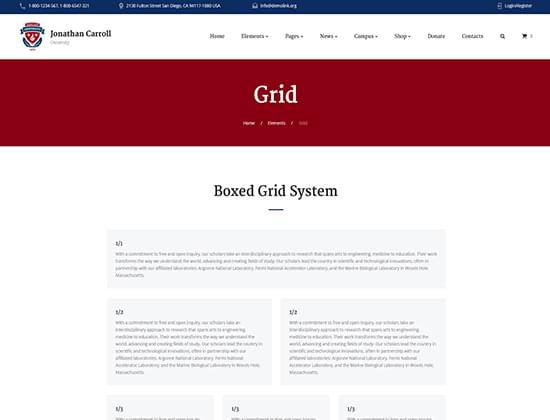 1-800-1234-567, 1-800-6547-321 2130 Fulton Street San Diego, CA 94117-1080 USA info@demolink.org Login/Register
Jonathan Carroll
University
Home Elements Pages News Campus Shop Donate Contacts 0
Grid
Home / Elements / Grid
Boxed Grid System
1/1
With a commitment to free and open inquiry, our scholars take an interdisciplinary approach to research that spans arts to engineering, medicine to education. Their work
transforms the way we understand the world, advancing and creating fields of study. Our scholars lead the country in scientific and technological innovations, often in
partnership with our affiliated laboratories: Argonne National Laboratory, Fermi National Accelerator Laboratory, and the Marine Biological Laboratory in Woods Hole,
Massachusetts.
1/2
With a commitment to free and open inquiry, our scholars take an
interdisciplinary approach to research that spans arts to engineering,
medicine to education. Their work transforms the way we understand the
world, advancing and creating fields of study. Our scholars lead the country
in scientific and technological innovations, often in partnership with our
affiliated laboratories: Argonne National Laboratory, Fermi National
Accelerator Laboratory, and the Marine Biological Laboratory in Woods Hole,
Massachusetts.
1/2
With a commitment to free and open inquiry, our scholars take an
interdisciplinary approach to research that spans arts to engineering,
medicine to education. Their work transforms the way we understand the
world, advancing and creating fields of study. Our scholars lead the country
in scientific and technological innovations, often in partnership with our
affiliated laboratories: Argonne National Laboratory, Fermi National
Accelerator Laboratory, and the Marine Biological Laboratory in Woods Hole,
Massachusetts.
1/3 1/3 1/3